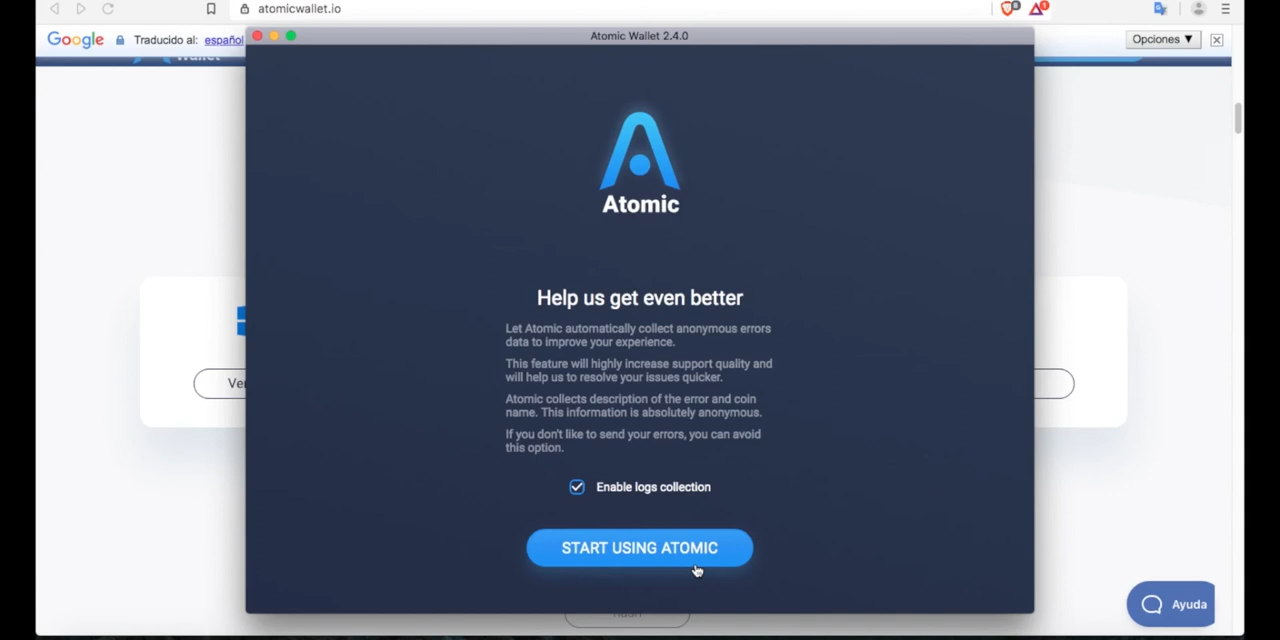 atomicwallet.io
8
1
Google Traducido al: español
Opciones ▼
Wallet
Atomic Wallet 2.4.0
Atomic
Help us get even better
Let Atomic automatically collect anonymous errors
data to improve your experience.
This feature will highly increase support quality and
will help us to resolve your issues quicker.
Atomic collects description of the error and coin
name. This information is absolutely anonymous.
If you don't like to send your errors, you can avoid
this option.
Ve
Enable logs collection
START USING ATOMIC
Ayuda